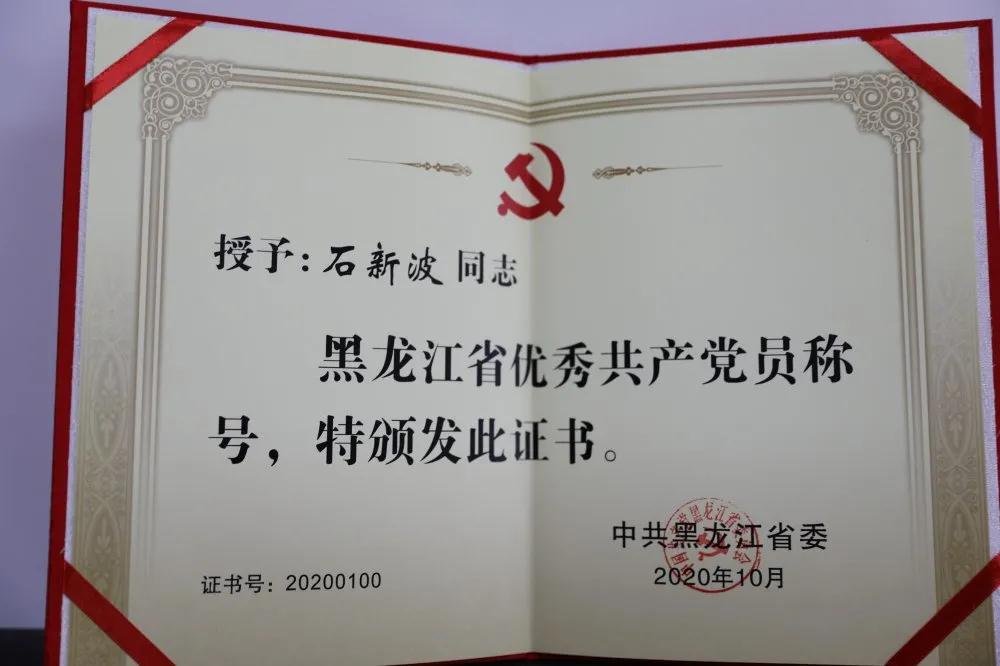 授予：石新波同志
黑龙江省优秀共产党员称
号，特颁发此证书。
中共黑龙江省委
2020年10月
证书号：20200100